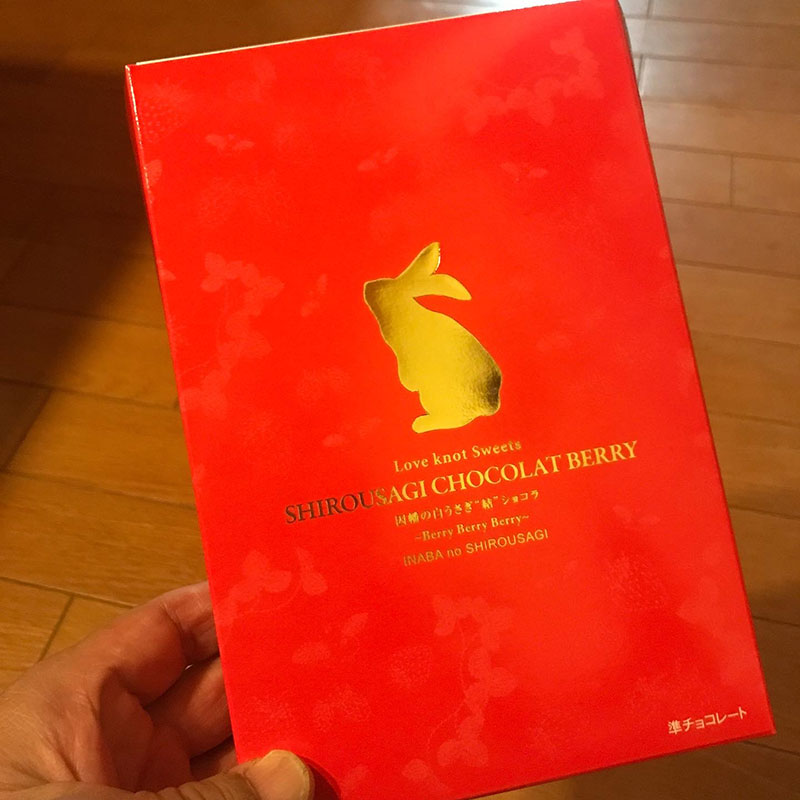 Love knot Sweets
SHIROUSAGI CHOCOLAT BERRY
因幡の白うさぎ"結"ショコラ
~Berry Berry Berry~
INABA no SHIROUSAGI
準チョコレート